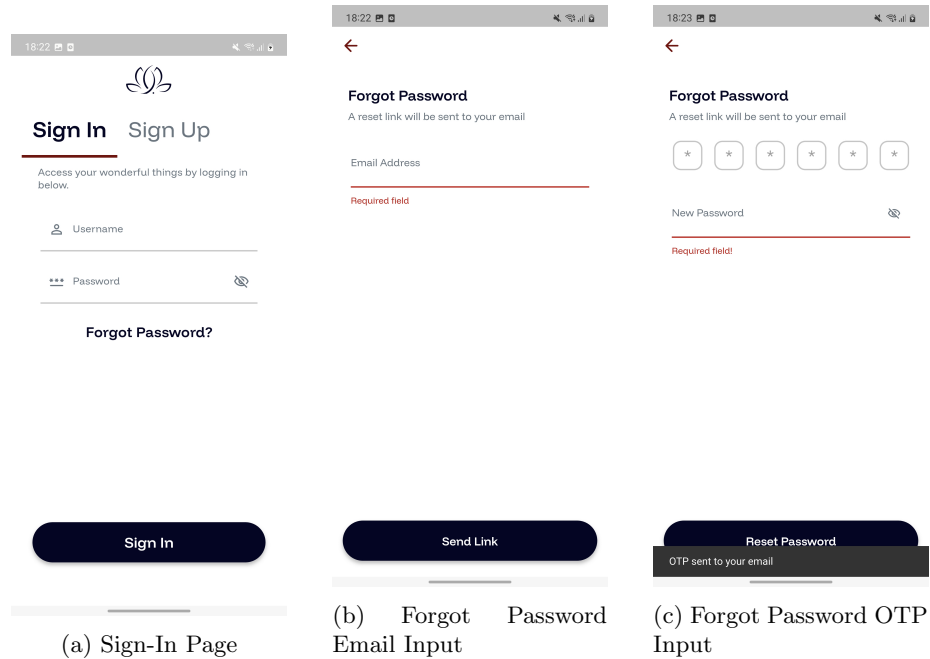 18:22
Sign In Sign Up
Access your wonderful things by logging in
below.
Username
*** Password
Forgot Password?
Sign In
(a) Sign-In Page
18:22
Forgot Password
A reset link will be sent to your email
Email Address
Required field
Send Link
(b) Forgot Password
Email Input
18:23
Forgot Password
A reset link will be sent to your email
* * * * * *
New Password
Required field!
Reset Password
OTP sent to your email
(c) Forgot Password OTP
Input